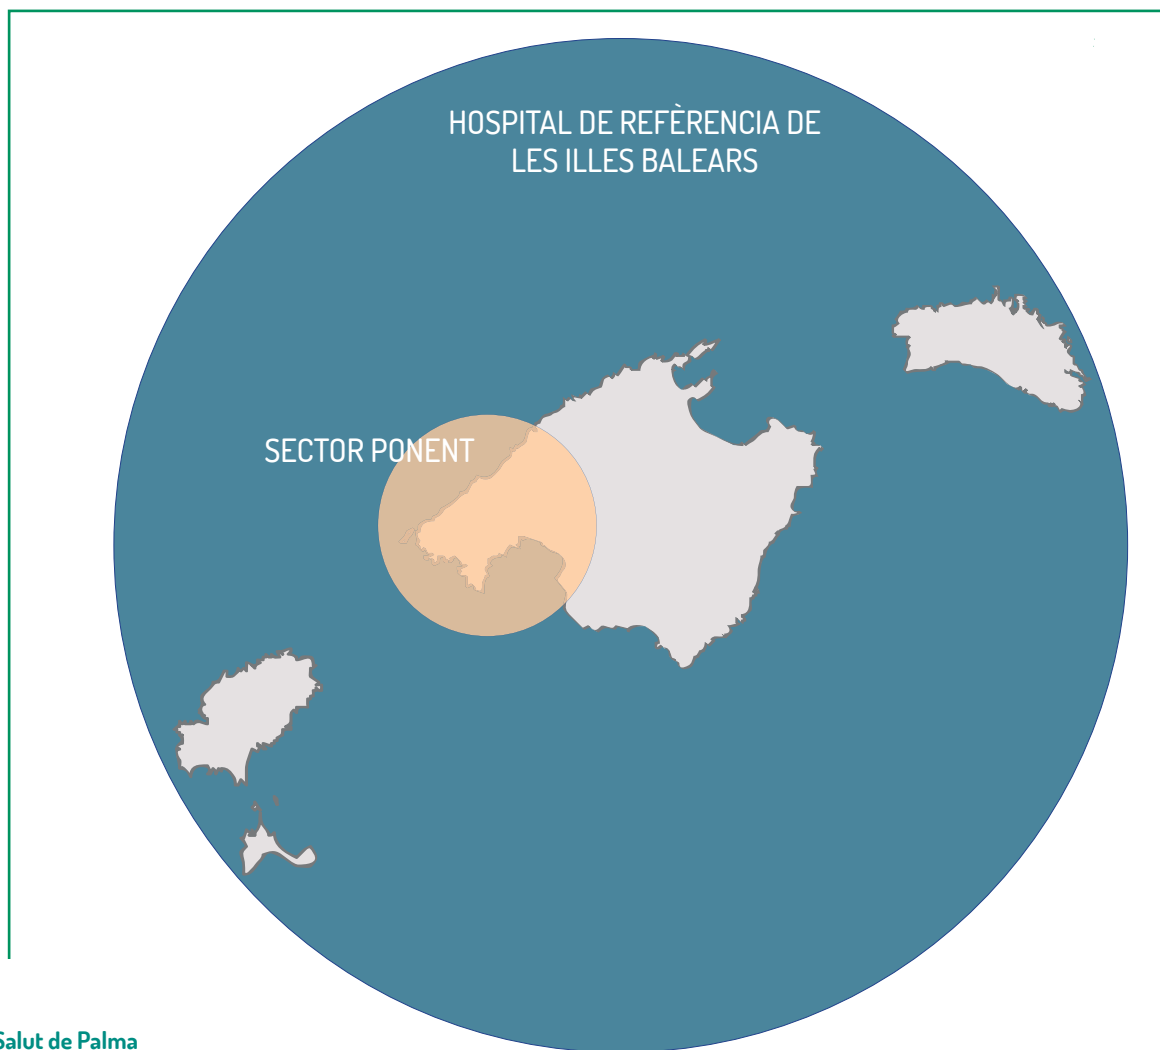 HOSPITAL DE REFÈRENCIA DE
LES ILLES BALEARS
SECTOR PONENT
Salut de Palma